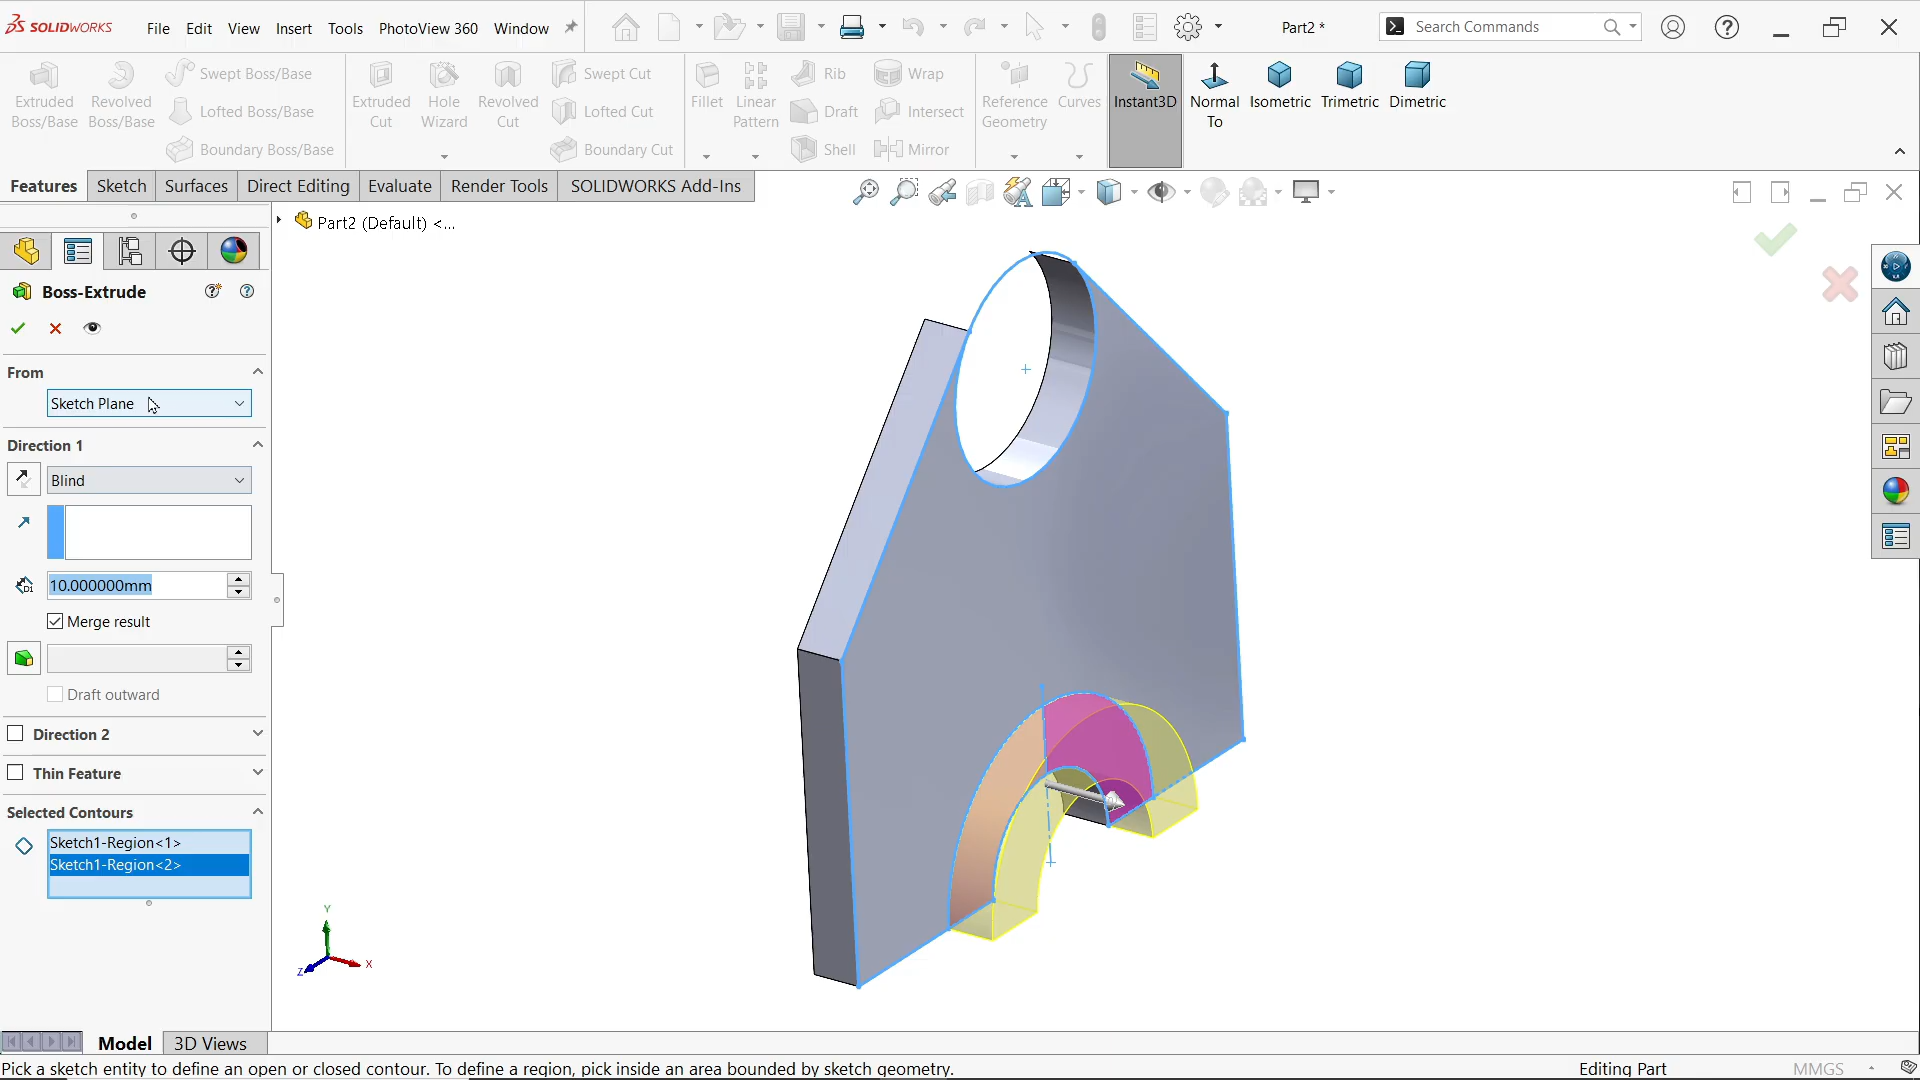 SOLIDWORKS File Edit View Insert Tools PhotoView 360 Window Part2 * Search Commands
Extruded Boss/Base
Revolved Boss/Base
Swept Boss/Base
Lofted Boss/Base
Boundary Boss/Base
Extruded Cut
Hole Wizard
Revolved Cut
Swept Cut
Lofted Cut
Boundary Cut
Fillet
Linear Pattern
Rib
Draft
Shell
Wrap
Intersect
Mirror
Reference Geometry
Curves
Instant3D
Normal To
Isometric
Trimetric
Dimetric
Features Sketch Surfaces Direct Editing Evaluate Render Tools SOLIDWORKS Add-Ins
Part2 (Default) <...
Boss-Extrude
From
Sketch Plane
Direction 1
Blind
D1
10.000000mm
Merge result
Draft outward
Direction 2
Thin Feature
Selected Contours
Sketch1-Region<1>
Sketch1-Region<2>
Y
X
Z
Model 3D Views
Pick a sketch entity to define an open or closed contour. To define a region, pick inside an area bounded by sketch geometry. Editing Part MMGS